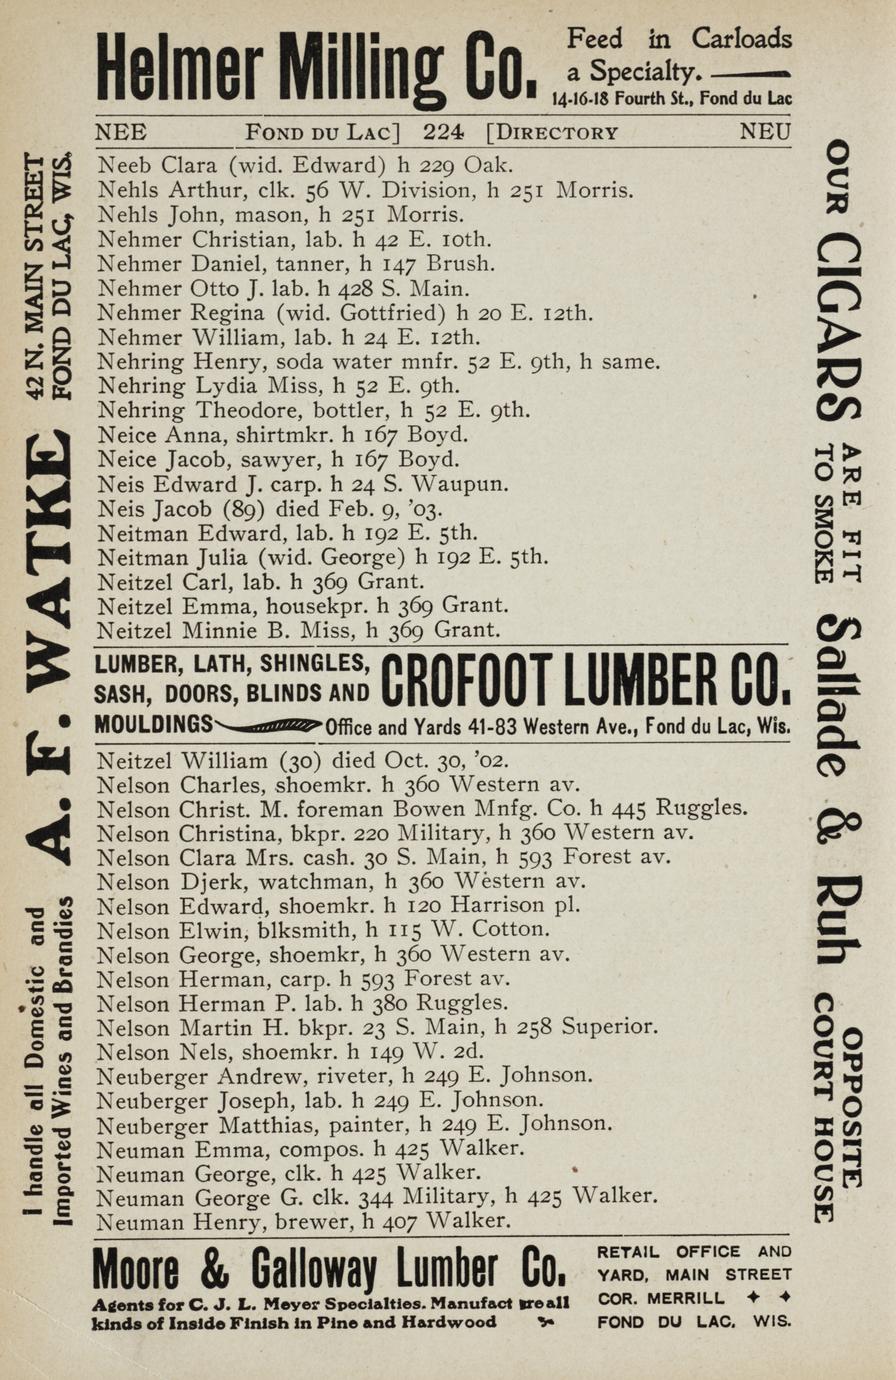 Helmer Milling Co.
Feed in Carloads
a Specialty.
14-16-18 Fourth St., Fond du Lac
NEE FOND DU LAC] 224 [DIRECTORY NEU
Neeb Clara (wid. Edward) h 229 Oak.
Nehls Arthur, clk. 56 W. Division, h 251 Morris.
Nehls John, mason, h 251 Morris.
Nehmer Christian, lab. h 42 E. 10th.
Nehmer Daniel, tanner, h 147 Brush.
Nehmer Otto J. lab. h 428 S. Main.
Nehmer Regina (wid. Gottfried) h 20 E. 12th.
Nehmer William, lab. h 24 E. 12th.
Nehring Henry, soda water mnfr. 52 E. 9th, h same.
Nehring Lydia Miss, h 52 E. 9th.
Nehring Theodore, bottler, h 52 E. 9th.
Neice Anna, shirtmkr. h 167 Boyd.
Neice Jacob, sawyer, h 167 Boyd.
Neis Edward J. carp. h 24 S. Waupun.
Neis Jacob (89) died Feb. 9, '03.
Neitman Edward, lab. h 192 E. 5th.
Neitman Julia (wid. George) h 192 E. 5th.
Neitzel Carl, lab. h 369 Grant.
Neitzel Emma, housekpr. h 369 Grant.
Neitzel Minnie B. Miss, h 369 Grant.
LUMBER, LATH, SHINGLES,
SASH, DOORS, BLINDS AND
MOULDINGS
CROFOOT LUMBER CO.
Office and Yards 41-83 Western Ave., Fond du Lac, Wis.
Neitzel William (30) died Oct. 30, '02.
Nelson Charles, shoemkr. h 360 Western av.
Nelson Christ. M. foreman Bowen Mnfg. Co. h 445 Ruggles.
Nelson Christina, bkpr. 220 Military, h 360 Western av.
Nelson Clara Mrs. cash. 30 S. Main, h 593 Forest av.
Nelson Djerk, watchman, h 360 Western av.
Nelson Edward, shoemkr. h 120 Harrison pl.
Nelson Elwin, blksmith, h 115 W. Cotton.
Nelson George, shoemkr, h 360 Western av.
Nelson Herman, carp. h 593 Forest av.
Nelson Herman P. lab. h 380 Ruggles.
Nelson Martin H. bkpr. 23 S. Main, h 258 Superior.
Nelson Nels, shoemkr. h 149 W. 2d.
Neuberger Andrew, riveter, h 249 E. Johnson.
Neuberger Joseph, lab. h 249 E. Johnson.
Neuberger Matthias, painter, h 249 E. Johnson.
Neuman Emma, compos. h 425 Walker.
Neuman George, clk. h 425 Walker.
Neuman George G. clk. 344 Military, h 425 Walker.
Neuman Henry, brewer, h 407 Walker.
Moore & Galloway Lumber Co.
Agents for C. J. L. Meyer Specialties. Manufact ure all
kinds of Inside Finish in Pine and Hardwood
RETAIL OFFICE AND
YARD, MAIN STREET
COR. MERRILL
FOND DU LAC, WIS.
I handle all Domestic and
Imported Wines and Brandies
A. F. WATKE
42 N. MAIN STREET
FOND DU LAC, WIS.
OUR CIGARS
ARE FIT
TO SMOKE
Sallade & Ruh
OPPOSITE
COURT HOUSE